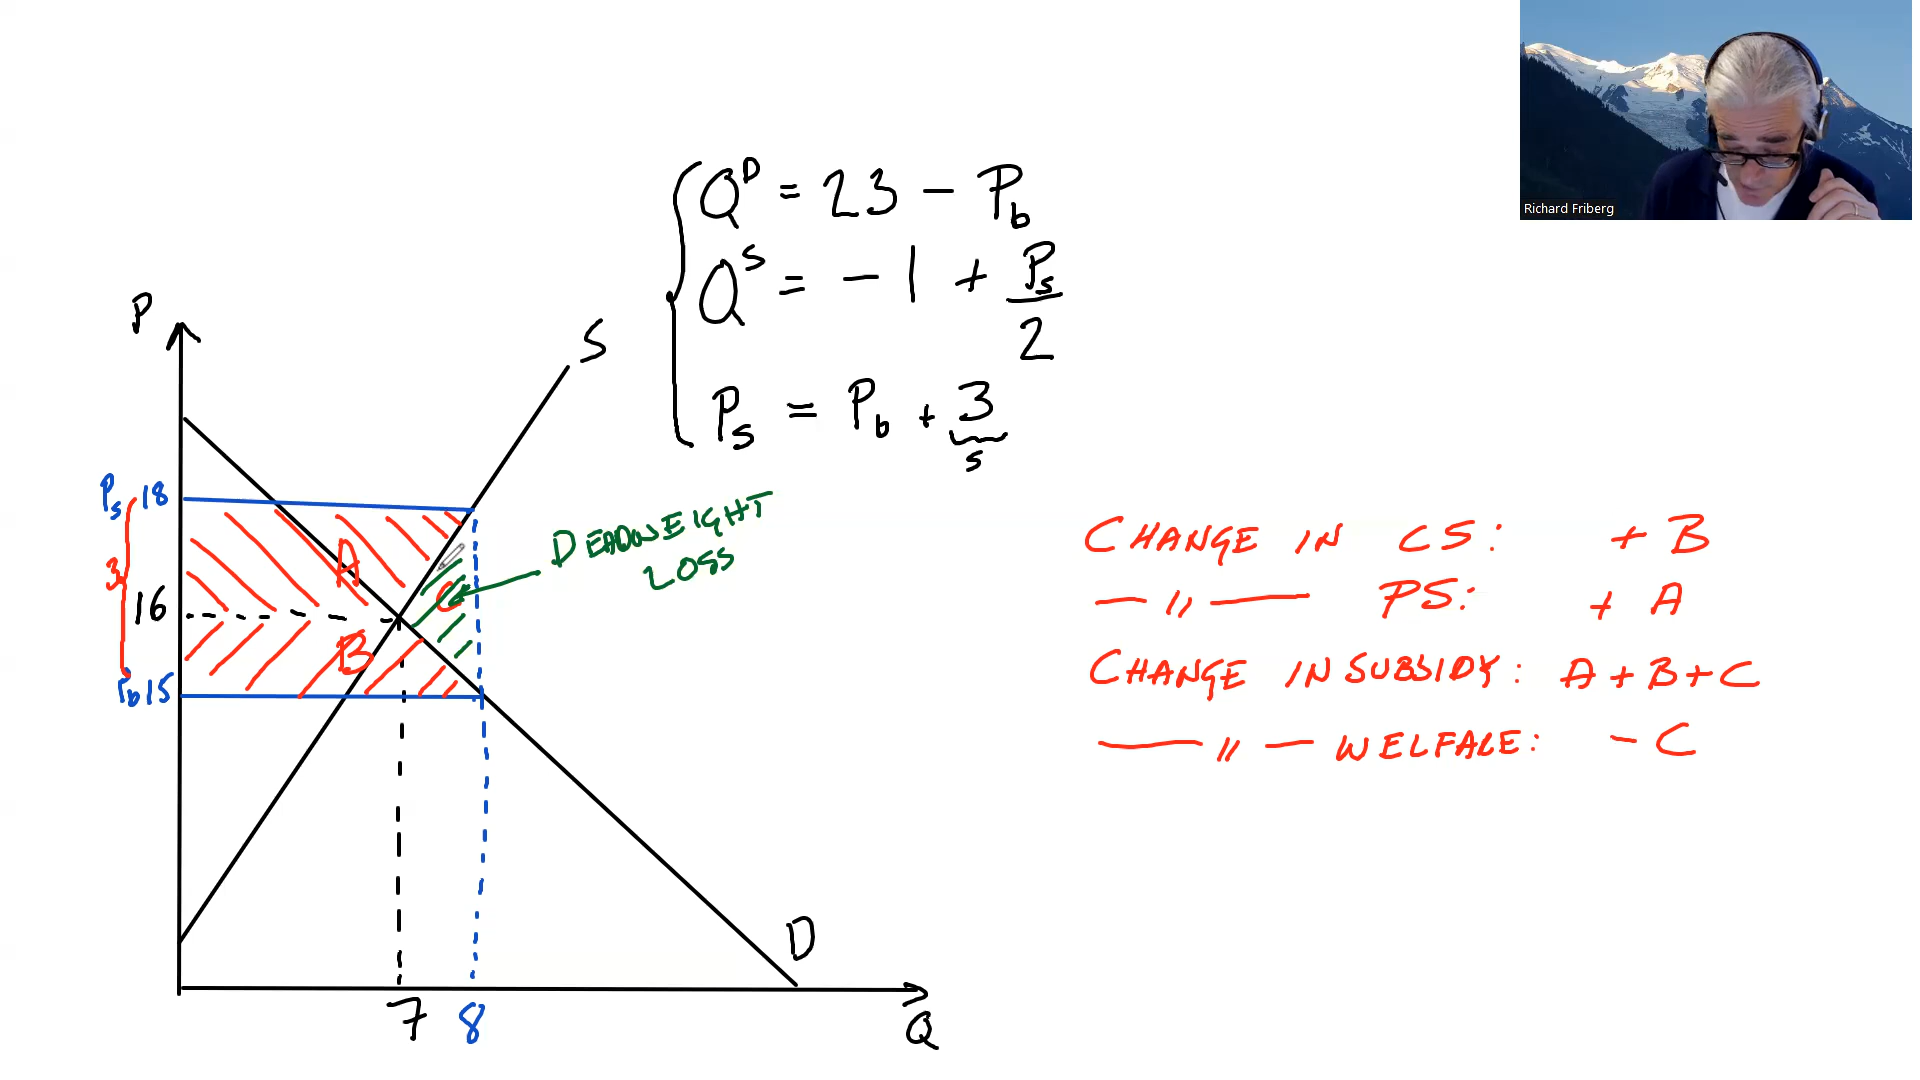 Richard Friberg
Q^D = 23 - P_b
Q^S = -1 + P_s/2
P_s = P_b + 3
s
P
S
P_s 18
A
3
16
B
P_b 15
C
DEADWEIGHT
LOSS
D
7
8
Q
CHANGE IN CS: + B
—〃— PS: + A
CHANGE IN SUBSIDY: A+B+C
—〃— WELFARE: - C